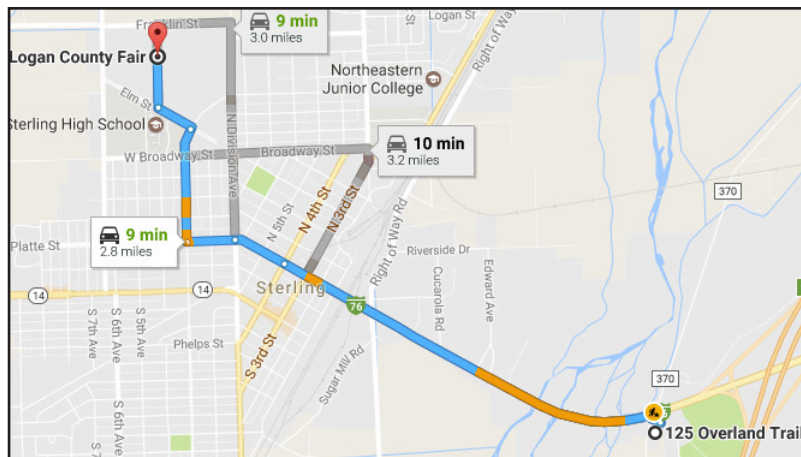 Franklin St
9 min
3.0 miles
Logan St
Right of Way
Logan County Fair
Northeastern
Junior College
Elm St
Sterling High School
N Division Ave
W Broadway St
Broadway St
10 min
3.2 miles
370
N 4th St
N 3rd St
N 5th St
Right of Way Rd
9 min
2.8 miles
Platte St
Riverside Dr
Cucarola Rd
Edward Ave
14
14
Sterling
76
S 7th Ave
S 6th Ave
S 5th Ave
Phelps St
S 3rd St
Sugar Mill Rd
370
S 6th Ave
125 Overland Trail